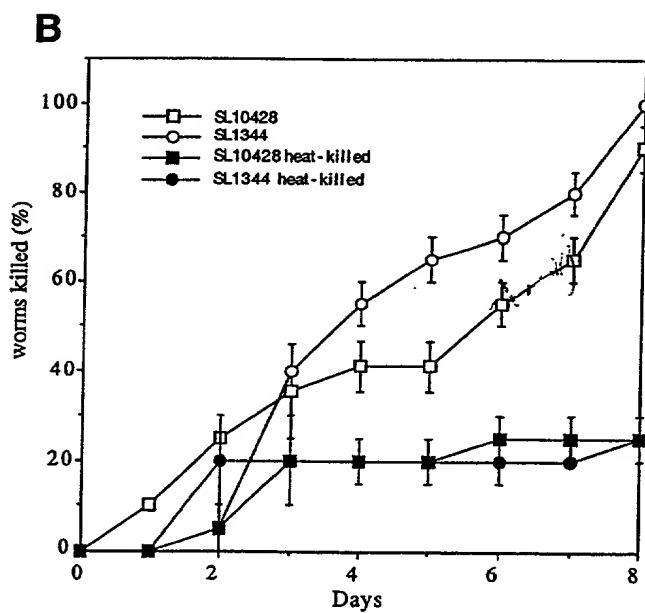 B
100
80
60
40
20
0
worms killed (%)
SL10428
SL1344
SL10428 heat-killed
SL1344 heat-killed
0 2 4 6 8
Days